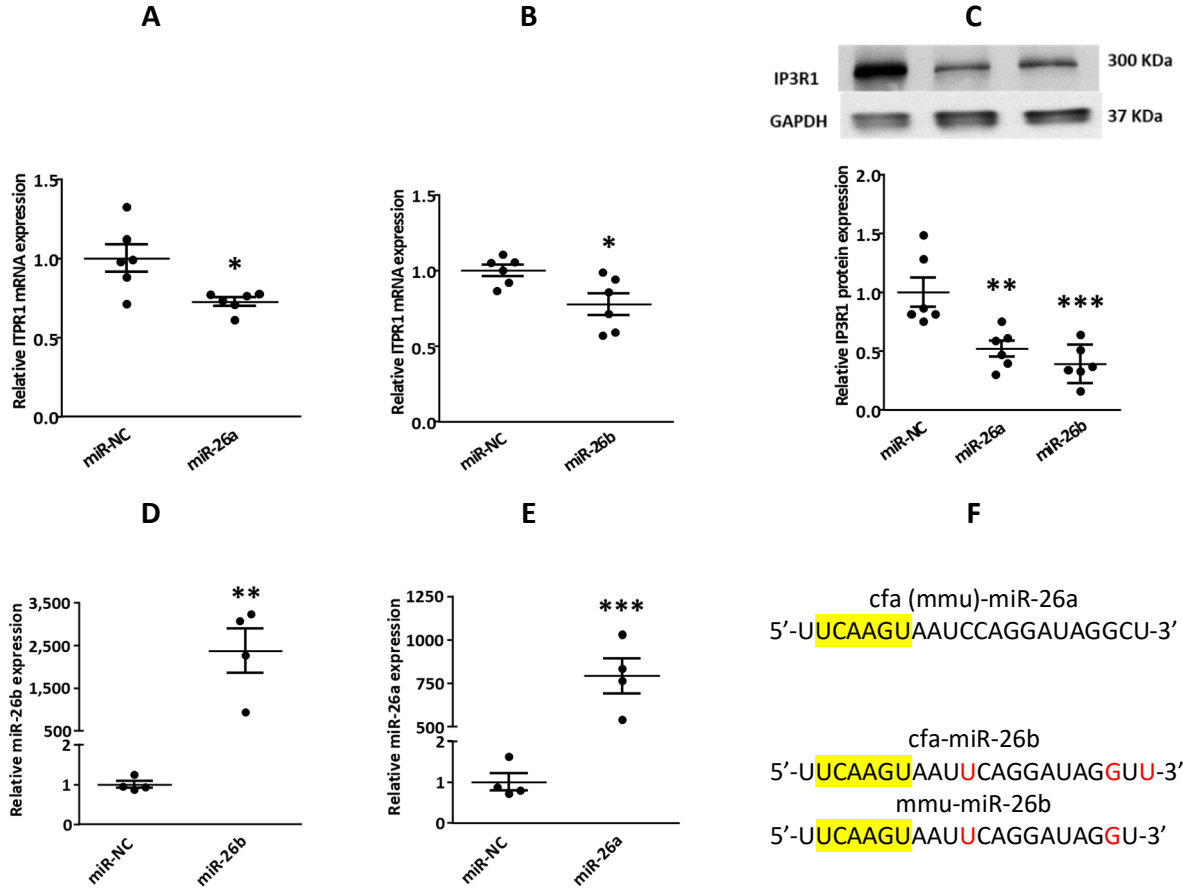 A
B
C
IP3R1
300 KDa
GAPDH
37 KDa
Relative ITPR1 mRNA expression
1.5
1.0
0.5
0.0
*
miR-NC
miR-26a
Relative ITPR1 mRNA expression
1.5
1.0
0.5
0.0
*
miR-NC
miR-26b
Relative IP3R1 protein expression
2.0
1.5
1.0
0.5
0.0
**
***
miR-NC
miR-26a
miR-26b
D
E
F
Relative miR-26b expression
3,500
2,500
1,500
500
2
1
0
**
miR-NC
miR-26b
Relative miR-26a expression
1250
1000
750
500
2
1
0
***
miR-NC
miR-26a
cfa (mmu)-miR-26a
5’-UUCAAGUAAUCCAGGAUAGGCU-3’
cfa-miR-26b
5’-UUCAAGUAAUUCAGGAUAGGUU-3’
mmu-miR-26b
5’-UUCAAGUAAUUCAGGAUAGGU-3’